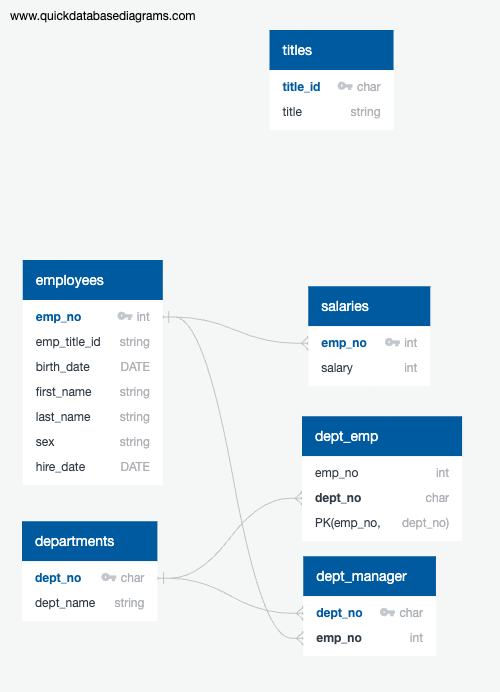 www.quickdatabasediagrams.com
titles
title_id char
title string
employees
emp_no int
emp_title_id string
birth_date DATE
first_name string
last_name string
sex string
hire_date DATE
salaries
emp_no int
salary int
dept_emp
emp_no int
dept_no char
PK(emp_no, dept_no)
departments
dept_no char
dept_name string
dept_manager
dept_no char
emp_no int